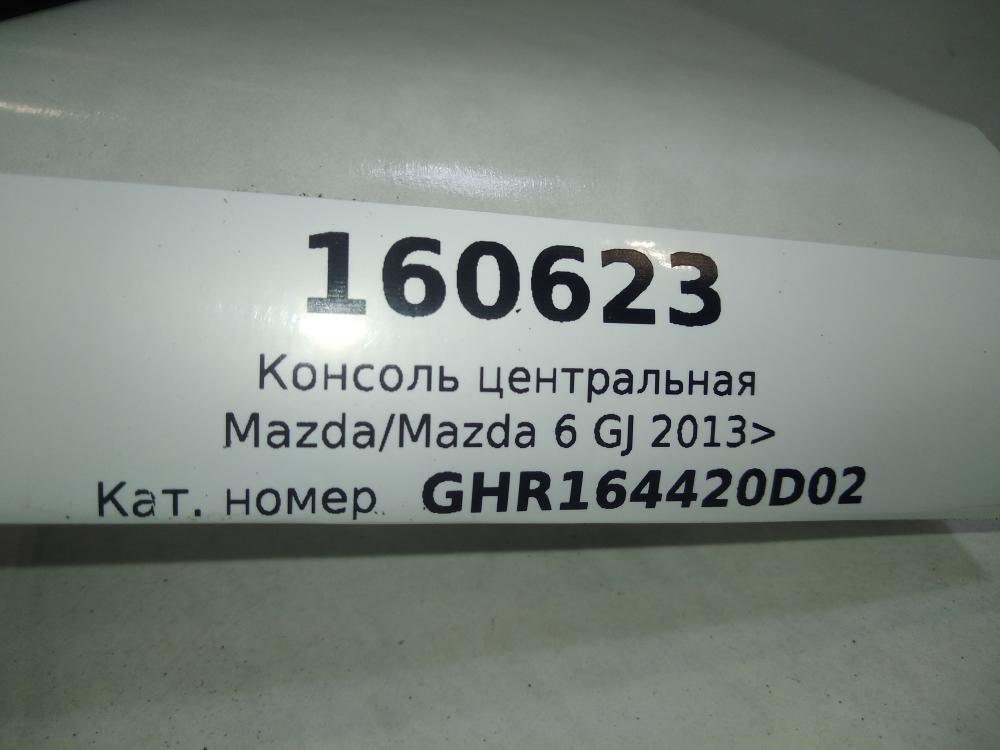 160623
Консоль центральная
Mazda/Mazda 6 GJ 2013>
Кат. номер GHR164420D02